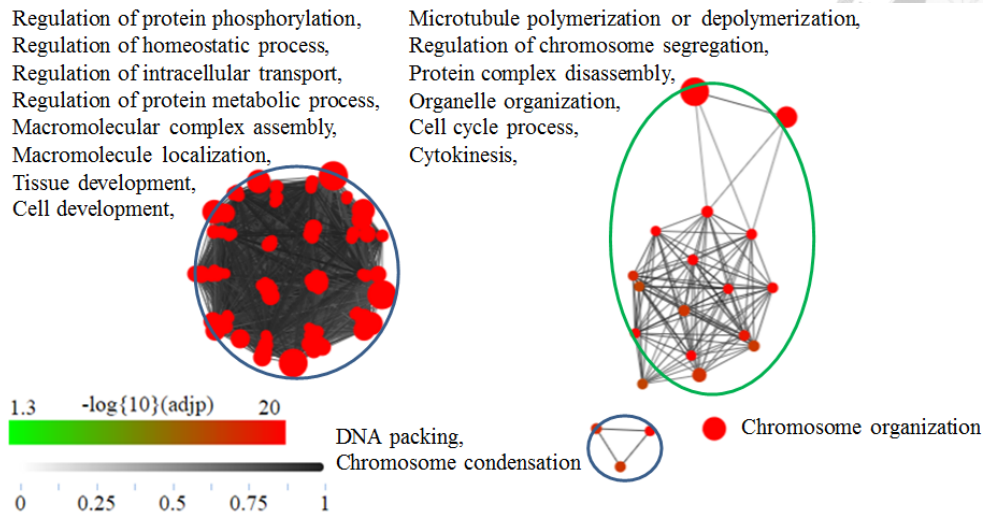 Regulation of protein phosphorylation,
Regulation of homeostatic process,
Regulation of intracellular transport,
Regulation of protein metabolic process,
Macromolecular complex assembly,
Macromolecule localization,
Tissue development,
Cell development,
Microtubule polymerization or depolymerization,
Regulation of chromosome segregation,
Protein complex disassembly,
Organelle organization,
Cell cycle process,
Cytokinesis,
1.3 -log{10}(adjp) 20
0 0.25 0.5 0.75 1
DNA packing,
Chromosome condensation
Chromosome organization